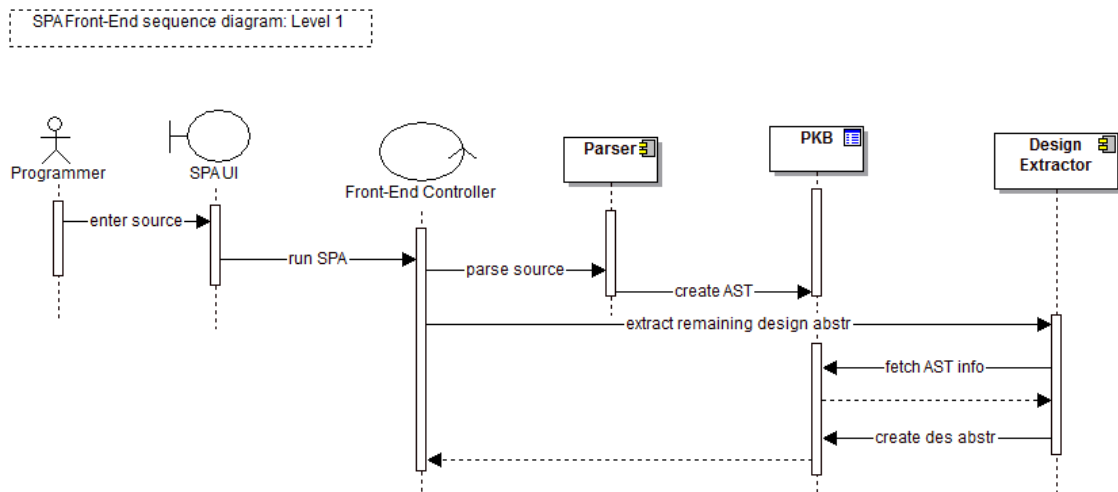 SPA Front-End sequence diagram: Level 1
Programmer
SPA UI
Front-End Controller
Parser
PKB
Design
Extractor
enter source
run SPA
parse source
create AST
extract remaining design abstr
fetch AST info
create des abstr